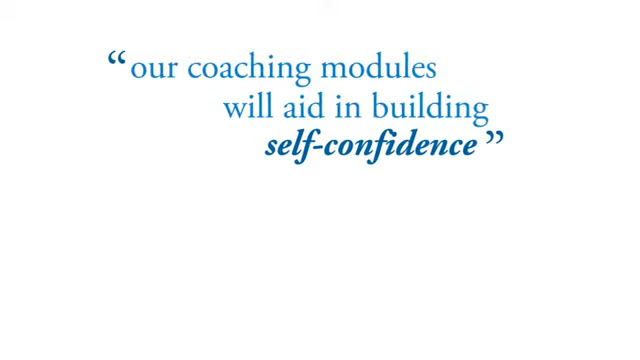 “our coaching modules
will aid in building
self-confidence”